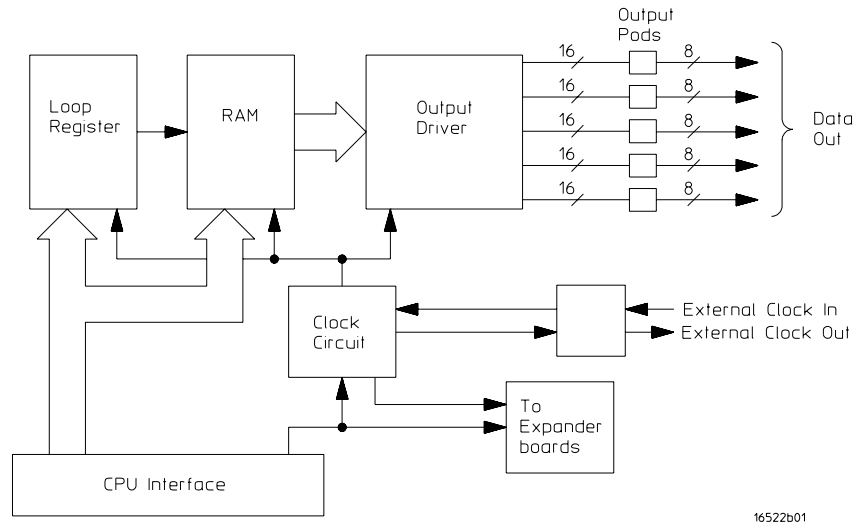 Output
Pods
16 8
Loop
Register
RAM
Output
Driver
16 8
16 8
Data
Out
16 8
16 8
Clock
Circuit
External Clock In
External Clock Out
To
Expander
boards
CPU Interface
16522b01